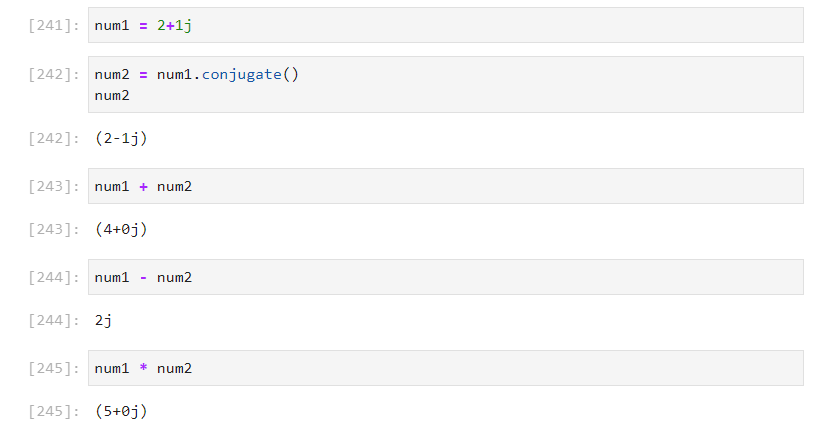 [241]: num1 = 2+1j
[242]: num2 = num1.conjugate()
num2
[242]: (2-1j)
[243]: num1 + num2
[243]: (4+0j)
[244]: num1 - num2
[244]: 2j
[245]: num1 * num2
[245]: (5+0j)